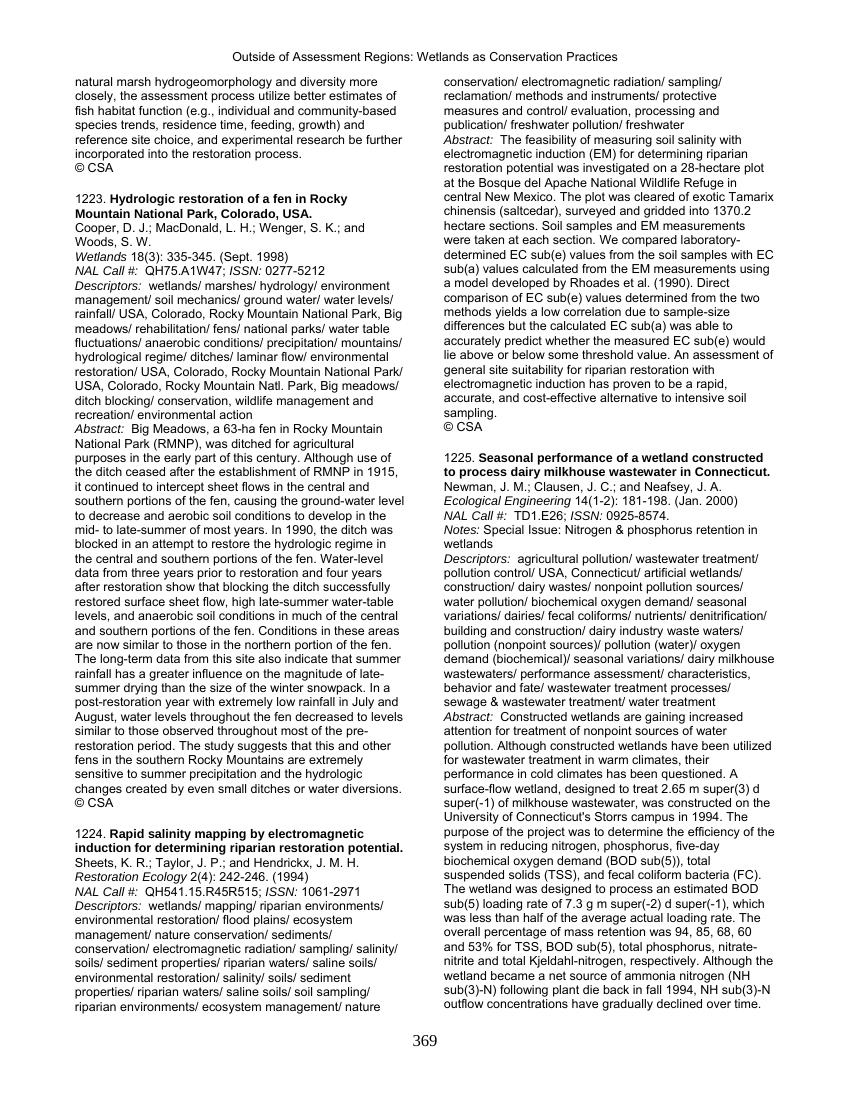 Outside of Assessment Regions: Wetlands as Conservation Practices
natural marsh hydrogeomorphology and diversity more
closely, the assessment process utilize better estimates of
fish habitat function (e.g., individual and community-based
species trends, residence time, feeding, growth) and
reference site choice, and experimental research be further
incorporated into the restoration process.
© CSA
1223. Hydrologic restoration of a fen in Rocky
Mountain National Park, Colorado, USA.
Cooper, D. J.; MacDonald, L. H.; Wenger, S. K.; and
Woods, S. W.
Wetlands 18(3): 335-345. (Sept. 1998)
NAL Call #: QH75.A1W47; ISSN: 0277-5212
Descriptors: wetlands/ marshes/ hydrology/ environment
management/ soil mechanics/ ground water/ water levels/
rainfall/ USA, Colorado, Rocky Mountain National Park, Big
meadows/ rehabilitation/ fens/ national parks/ water table
fluctuations/ anaerobic conditions/ precipitation/ mountains/
hydrological regime/ ditches/ laminar flow/ environmental
restoration/ USA, Colorado, Rocky Mountain National Park/
USA, Colorado, Rocky Mountain Natl. Park, Big meadows/
ditch blocking/ conservation, wildlife management and
recreation/ environmental action
Abstract: Big Meadows, a 63-ha fen in Rocky Mountain
National Park (RMNP), was ditched for agricultural
purposes in the early part of this century. Although use of
the ditch ceased after the establishment of RMNP in 1915,
it continued to intercept sheet flows in the central and
southern portions of the fen, causing the ground-water level
to decrease and aerobic soil conditions to develop in the
mid- to late-summer of most years. In 1990, the ditch was
blocked in an attempt to restore the hydrologic regime in
the central and southern portions of the fen. Water-level
data from three years prior to restoration and four years
after restoration show that blocking the ditch successfully
restored surface sheet flow, high late-summer water-table
levels, and anaerobic soil conditions in much of the central
and southern portions of the fen. Conditions in these areas
are now similar to those in the northern portion of the fen.
The long-term data from this site also indicate that summer
rainfall has a greater influence on the magnitude of late-
summer drying than the size of the winter snowpack. In a
post-restoration year with extremely low rainfall in July and
August, water levels throughout the fen decreased to levels
similar to those observed throughout most of the pre-
restoration period. The study suggests that this and other
fens in the southern Rocky Mountains are extremely
sensitive to summer precipitation and the hydrologic
changes created by even small ditches or water diversions.
© CSA
1224. Rapid salinity mapping by electromagnetic
induction for determining riparian restoration potential.
Sheets, K. R.; Taylor, J. P.; and Hendrickx, J. M. H.
Restoration Ecology 2(4): 242-246. (1994)
NAL Call #: QH541.15.R45R515; ISSN: 1061-2971
Descriptors: wetlands/ mapping/ riparian environments/
environmental restoration/ flood plains/ ecosystem
management/ nature conservation/ sediments/
conservation/ electromagnetic radiation/ sampling/ salinity/
soils/ sediment properties/ riparian waters/ saline soils/
environmental restoration/ salinity/ soils/ sediment
properties/ riparian waters/ saline soils/ soil sampling/
riparian environments/ ecosystem management/ nature
conservation/ electromagnetic radiation/ sampling/
reclamation/ methods and instruments/ protective
measures and control/ evaluation, processing and
publication/ freshwater pollution/ freshwater
Abstract: The feasibility of measuring soil salinity with
electromagnetic induction (EM) for determining riparian
restoration potential was investigated on a 28-hectare plot
at the Bosque del Apache National Wildlife Refuge in
central New Mexico. The plot was cleared of exotic Tamarix
chinensis (saltcedar), surveyed and gridded into 1370.2
hectare sections. Soil samples and EM measurements
were taken at each section. We compared laboratory-
determined EC sub(e) values from the soil samples with EC
sub(a) values calculated from the EM measurements using
a model developed by Rhoades et al. (1990). Direct
comparison of EC sub(e) values determined from the two
methods yields a low correlation due to sample-size
differences but the calculated EC sub(a) was able to
accurately predict whether the measured EC sub(e) would
lie above or below some threshold value. An assessment of
general site suitability for riparian restoration with
electromagnetic induction has proven to be a rapid,
accurate, and cost-effective alternative to intensive soil
sampling.
© CSA
1225. Seasonal performance of a wetland constructed
to process dairy milkhouse wastewater in Connecticut.
Newman, J. M.; Clausen, J. C.; and Neafsey, J. A.
Ecological Engineering 14(1-2): 181-198. (Jan. 2000)
NAL Call #: TD1.E26; ISSN: 0925-8574.
Notes: Special Issue: Nitrogen & phosphorus retention in
wetlands
Descriptors: agricultural pollution/ wastewater treatment/
pollution control/ USA, Connecticut/ artificial wetlands/
construction/ dairy wastes/ nonpoint pollution sources/
water pollution/ biochemical oxygen demand/ seasonal
variations/ dairies/ fecal coliforms/ nutrients/ denitrification/
building and construction/ dairy industry waste waters/
pollution (nonpoint sources)/ pollution (water)/ oxygen
demand (biochemical)/ seasonal variations/ dairy milkhouse
wastewaters/ performance assessment/ characteristics,
behavior and fate/ wastewater treatment processes/
sewage & wastewater treatment/ water treatment
Abstract: Constructed wetlands are gaining increased
attention for treatment of nonpoint sources of water
pollution. Although constructed wetlands have been utilized
for wastewater treatment in warm climates, their
performance in cold climates has been questioned. A
surface-flow wetland, designed to treat 2.65 m super(3) d
super(-1) of milkhouse wastewater, was constructed on the
University of Connecticut's Storrs campus in 1994. The
purpose of the project was to determine the efficiency of the
system in reducing nitrogen, phosphorus, five-day
biochemical oxygen demand (BOD sub(5)), total
suspended solids (TSS), and fecal coliform bacteria (FC).
The wetland was designed to process an estimated BOD
sub(5) loading rate of 7.3 g m super(-2) d super(-1), which
was less than half of the average actual loading rate. The
overall percentage of mass retention was 94, 85, 68, 60
and 53% for TSS, BOD sub(5), total phosphorus, nitrate-
nitrite and total Kjeldahl-nitrogen, respectively. Although the
wetland became a net source of ammonia nitrogen (NH
sub(3)-N) following plant die back in fall 1994, NH sub(3)-N
outflow concentrations have gradually declined over time.
369